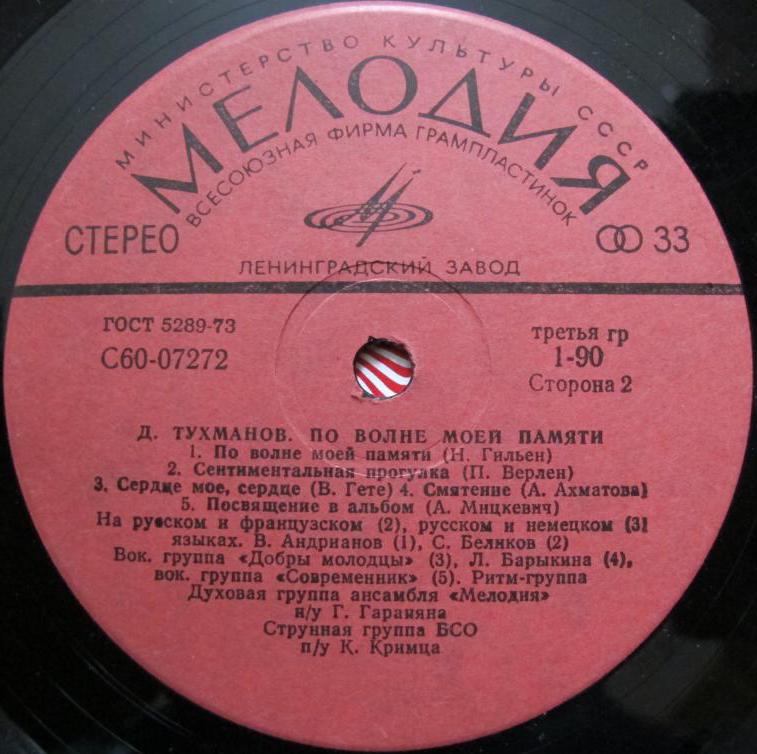 МИНИСТЕРСТВО КУЛЬТУРЫ СССР
МЕЛОДИЯ
ВСЕСОЮЗНАЯ ФИРМА ГРАМПЛАСТИНОК
СТЕРЕО 33
ЛЕНИНГРАДСКИЙ ЗАВОД
ГОСТ 5289-73 третья гр
С60-07272 1-90
Сторона 2
Д. ТУХМАНОВ. ПО ВОЛНЕ МОЕЙ ПАМЯТИ
1. По волне моей памяти (Н. Гильен)
2. Сентиментальная прогулка (П. Верлен)
3. Сердце мое, сердце (В. Гете) 4. Смятение (А. Ахматова)
5. Посвящение в альбом (А. Мицкевич)
На русском и французском (2), русском и немецком (3)
языках. В. Андрианов (1), С. Беликов (2)
Вок. группа «Добры молодцы» (3), Л. Барыкина (4),
вок. группа «Современник» (5). Ритм-группа
Духовая группа ансамбля «Мелодия»
п/у Г. Гараняна
Струнная группа БСО
п/у К. Кримца